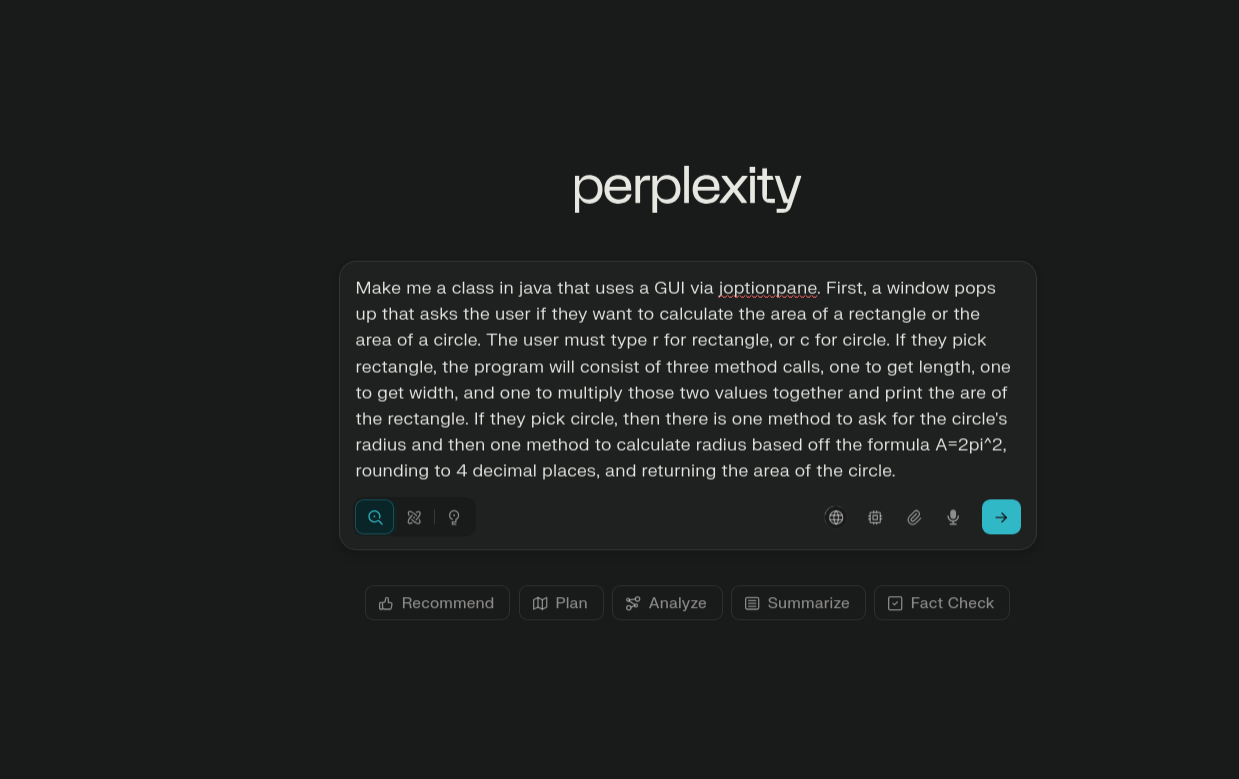 perplexity
Make me a class in java that uses a GUI via joptionpane. First, a window pops
up that asks the user if they want to calculate the area of a rectangle or the
area of a circle. The user must type r for rectangle, or c for circle. If they pick
rectangle, the program will consist of three method calls, one to get length, one
to get width, and one to multiply those two values together and print the are of
the rectangle. If they pick circle, then there is one method to ask for the circle's
radius and then one method to calculate radius based off the formula A=2pi^2,
rounding to 4 decimal places, and returning the area of the circle.
Recommend Plan Analyze Summarize Fact Check